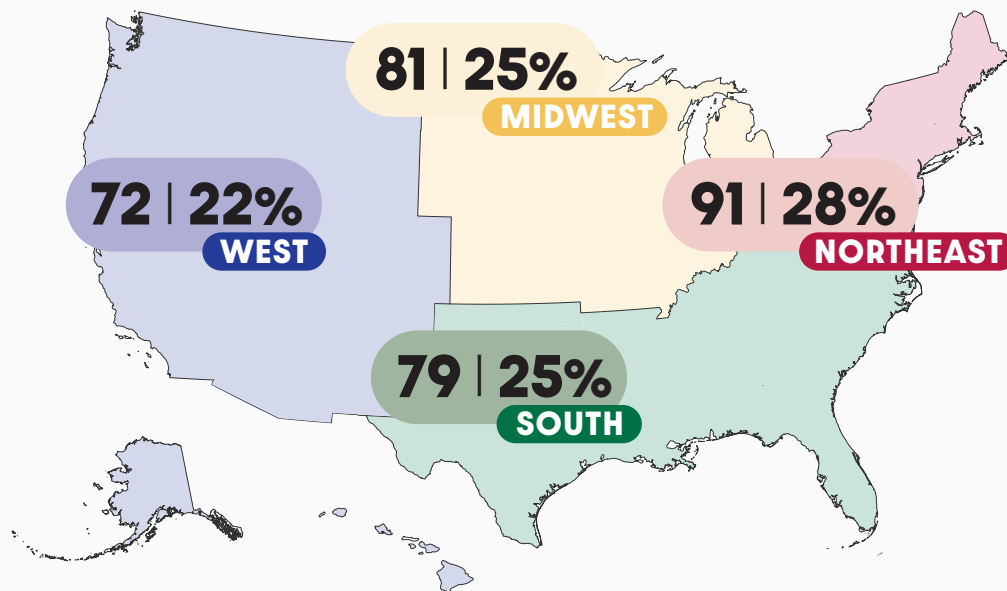 81 | 25%
MIDWEST
72 | 22%
WEST
91 | 28%
NORTHEAST
79 | 25%
SOUTH